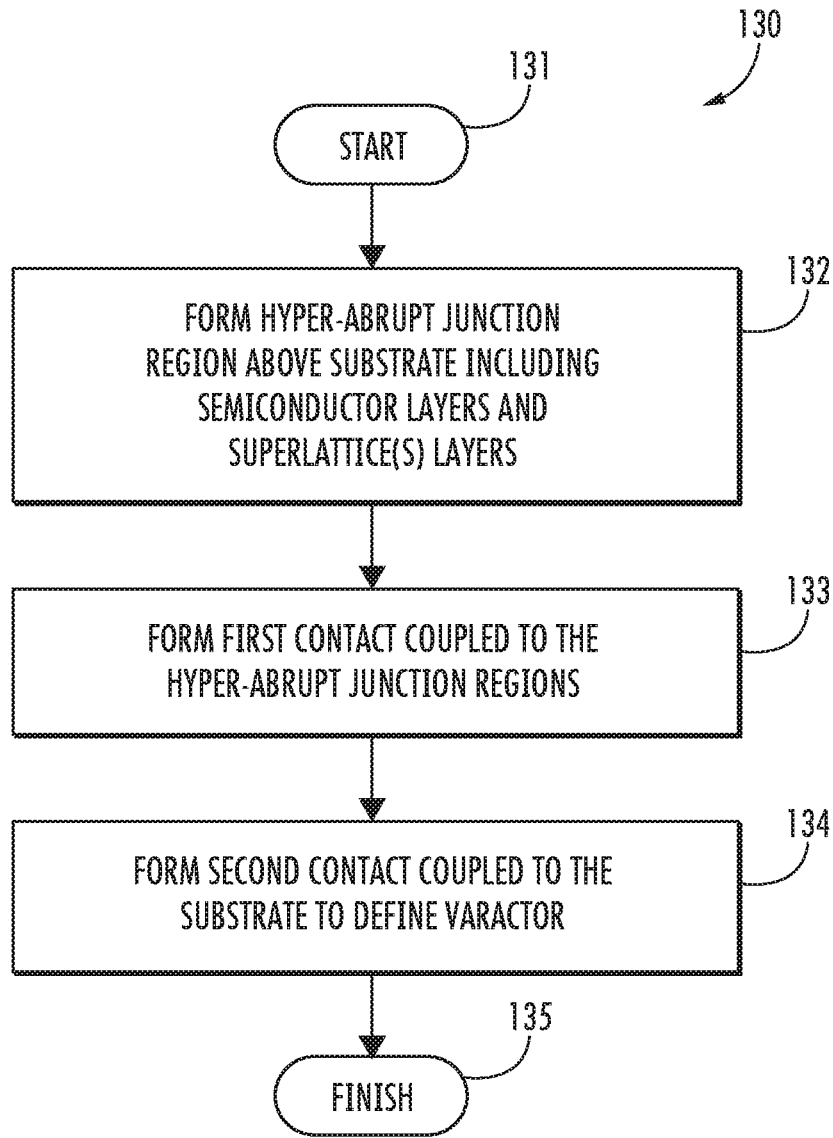 130
131
START
132
FORM HYPER-ABRUPT JUNCTION
REGION ABOVE SUBSTRATE INCLUDING
SEMICONDUCTOR LAYERS AND
SUPERLATTICE(S) LAYERS
133
FORM FIRST CONTACT COUPLED TO THE
HYPER-ABRUPT JUNCTION REGIONS
134
FORM SECOND CONTACT COUPLED TO THE
SUBSTRATE TO DEFINE VARACTOR
135
FINISH